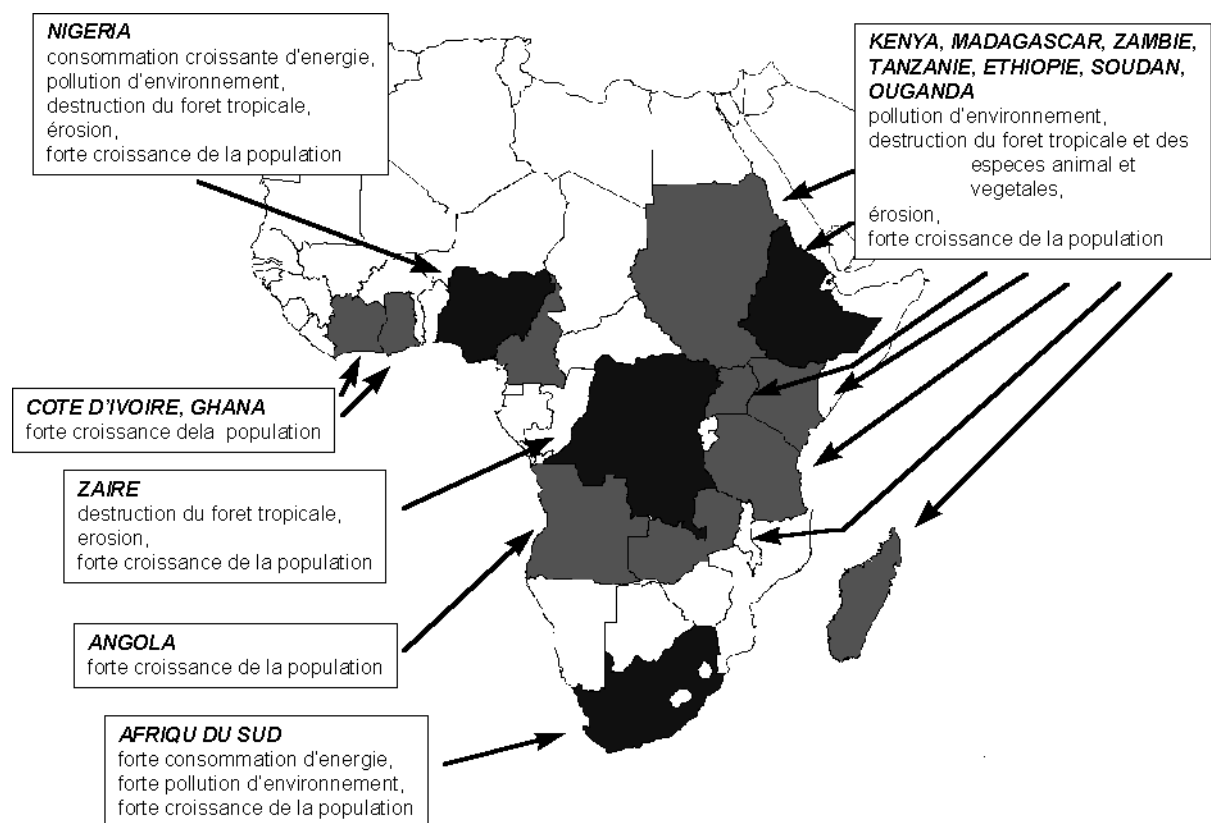 NIGERIA
consommation croissante d'energie,
pollution d'environnement,
destruction du foret tropicale,
érosion,
forte croissance de la population
KENYA, MADAGASCAR, ZAMBIE,
TANZANIE, ETHIOPIE, SOUDAN,
OUGANDA
pollution d'environnement,
destruction du foret tropicale et des
especes animal et
vegetales,
érosion,
forte croissance de la population
COTE D'IVOIRE, GHANA
forte croissance dela population
ZAIRE
destruction du foret tropicale,
erosion,
forte croissance de la population
ANGOLA
forte croissance de la population
AFRIQU DU SUD
forte consommation d'energie,
forte pollution d'environnement,
forte croissance de la population